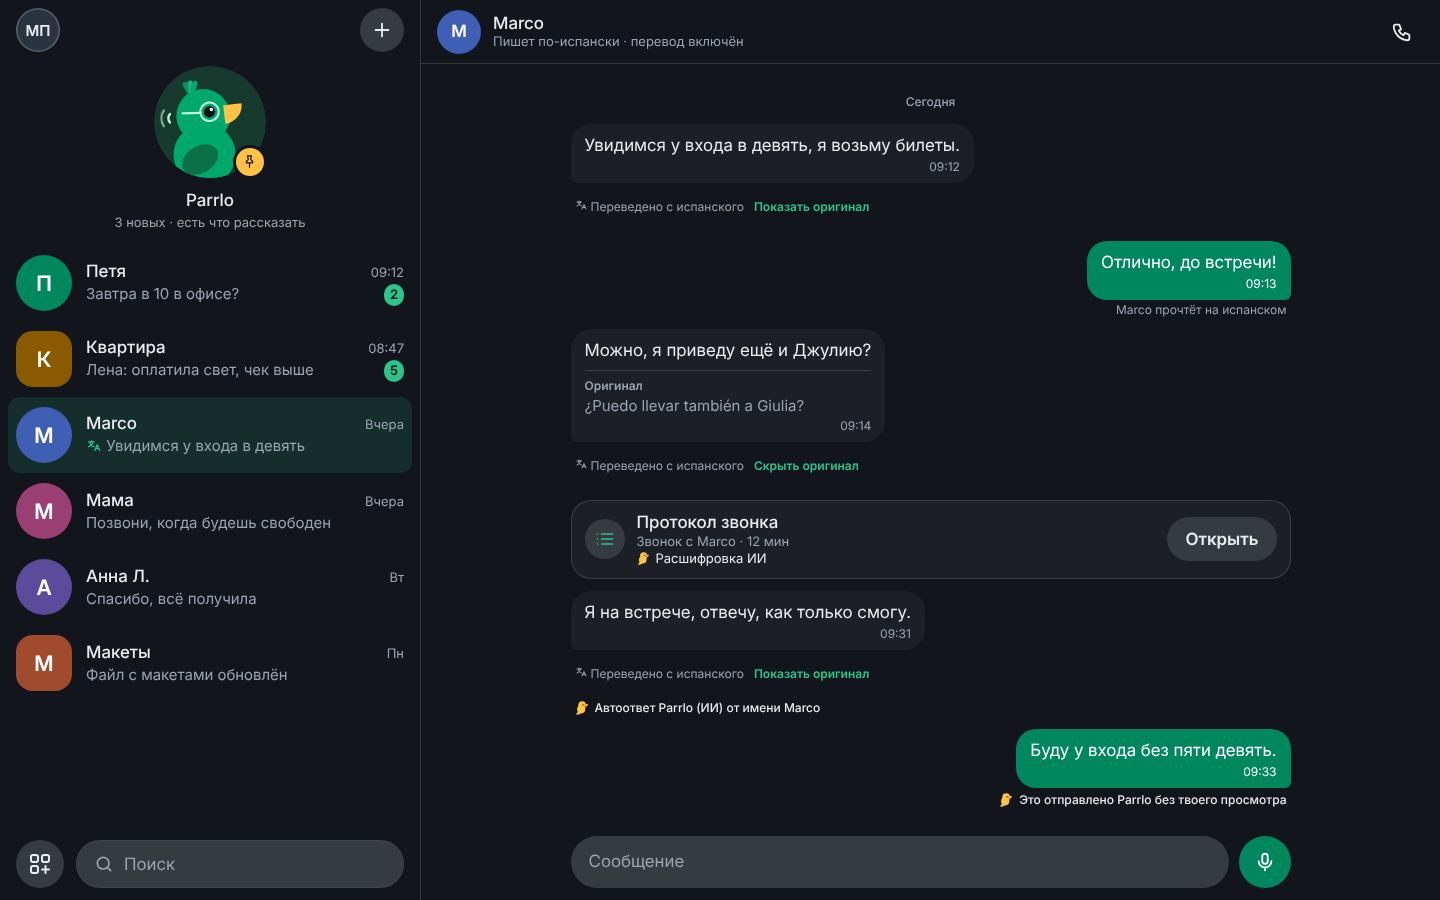 МП
Parrlo
3 новых · есть что рассказать
П
Петя
09:12
Завтра в 10 в офисе?
2
К
Квартира
08:47
Лена: оплатила свет, чек выше
5
M
Marco
Вчера
Увидимся у входа в девять
М
Мама
Вчера
Позвони, когда будешь свободен
А
Анна Л.
Вт
Спасибо, всё получила
М
Макеты
Пн
Файл с макетами обновлён
Поиск
M
Marco
Пишет по-испански · перевод включён
Сегодня
Увидимся у входа в девять, я возьму билеты.
09:12
Переведено с испанского Показать оригинал
Отлично, до встречи!
09:13
Marco прочтёт на испанском
Можно, я приведу ещё и Джулию?
Оригинал
¿Puedo llevar también a Giulia?
09:14
Переведено с испанского Скрыть оригинал
Протокол звонка
Звонок с Marco · 12 мин
Расшифровка ИИ
Открыть
Я на встрече, отвечу, как только смогу.
09:31
Переведено с испанского Показать оригинал
Автоответ Parrlo (ИИ) от имени Marco
Буду у входа без пяти девять.
09:33
Это отправлено Parrlo без твоего просмотра
Сообщение